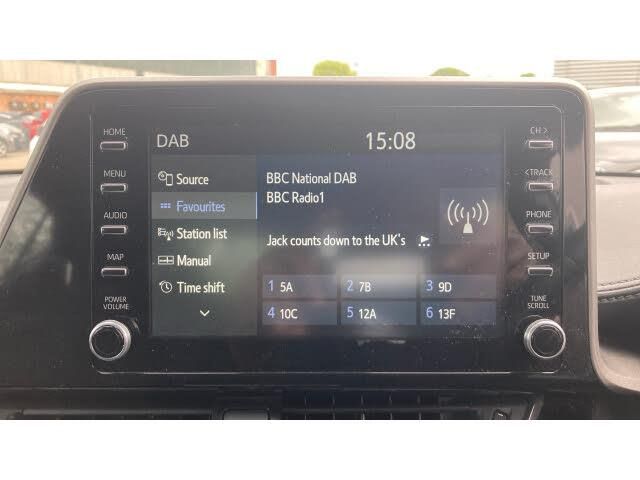 HOME
MENU
AUDIO
MAP
POWER
VOLUME
DAB
15:08
Source
Favourites
Station list
Manual
Time shift
BBC National DAB
BBC Radio1
Jack counts down to the UK's
1 5A
2 7B
3 9D
4 10C
5 12A
6 13F
CH >
< TRACK
PHONE
SETUP
TUNE
SCROLL